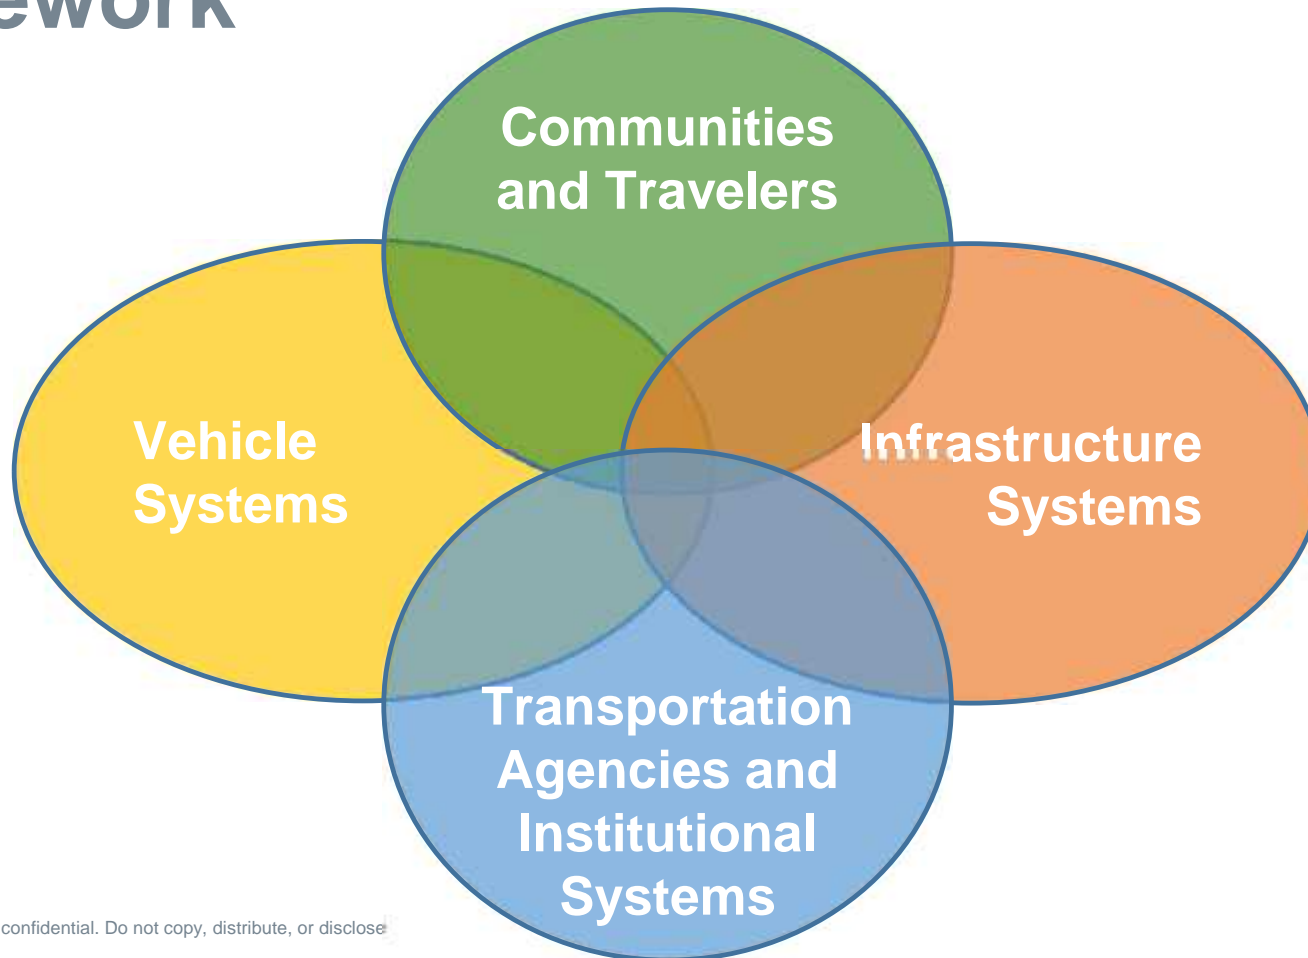 ework
Communities
and Travelers
Vehicle
Systems
Infrastructure
Systems
Transportation
Agencies and
Institutional
Systems
confidential. Do not copy, distribute, or disclose